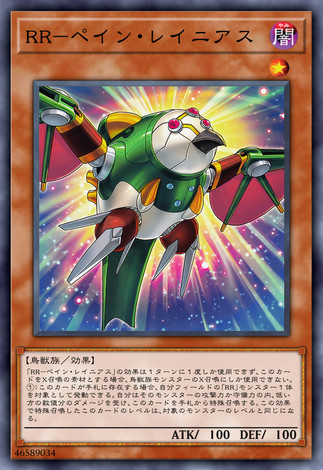 RR－ペイン・レイニアス
やみ
闇
【鳥獣族／効果】
「RR－ペイン・レイニアス」の効果は１ターンに１度しか使用できず、このカー
ドをX召喚の素材とする場合、鳥獣族モンスターのX召喚にしか使用できない。
①：このカードが手札に存在する場合、自分フィールドの「RR」モンスター１体
を対象として発動できる。自分はそのモンスターの攻撃力か守備力の内、低い
方の数値分のダメージを受け、このカードを手札から特殊召喚する。この効果
で特殊召喚したこのカードのレベルは、対象のモンスターのレベルと同じにな
る。
ATK/ 100 DEF/ 100
46589034